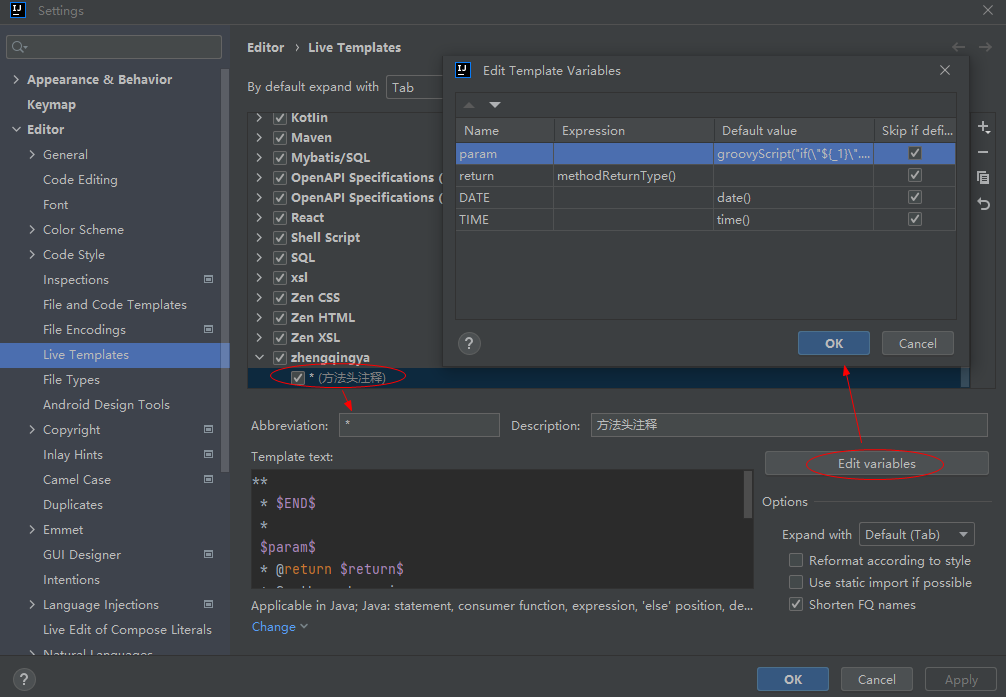 Settings
Appearance & Behavior
Keymap
Editor
General
Code Editing
Font
Color Scheme
Code Style
Inspections
File and Code Templates
File Encodings
Live Templates
File Types
Android Design Tools
Copyright
Inlay Hints
Camel Case
Duplicates
Emmet
GUI Designer
Intentions
Language Injections
Live Edit of Compose Literals
Natural Languages
Editor › Live Templates
By default expand with Tab
Kotlin
Maven
Mybatis/SQL
OpenAPI Specifications (
OpenAPI Specifications (
React
Shell Script
SQL
xsl
Zen CSS
Zen HTML
Zen XSL
zhengqingya
* (方法头注释)
Edit Template Variables
Name Expression Default value Skip if defi...
param groovyScript("if(\"${_1}\"....
return methodReturnType()
DATE date()
TIME time()
? OK Cancel
Abbreviation: * Description: 方法头注释
Template text:
**
* $END$
*
$param$
* @return $return$
Edit variables
Options
Expand with Default (Tab)
Reformat according to style
Use static import if possible
Shorten FQ names
Applicable in Java; Java: statement, consumer function, expression, 'else' position, de...
Change
? OK Cancel Apply